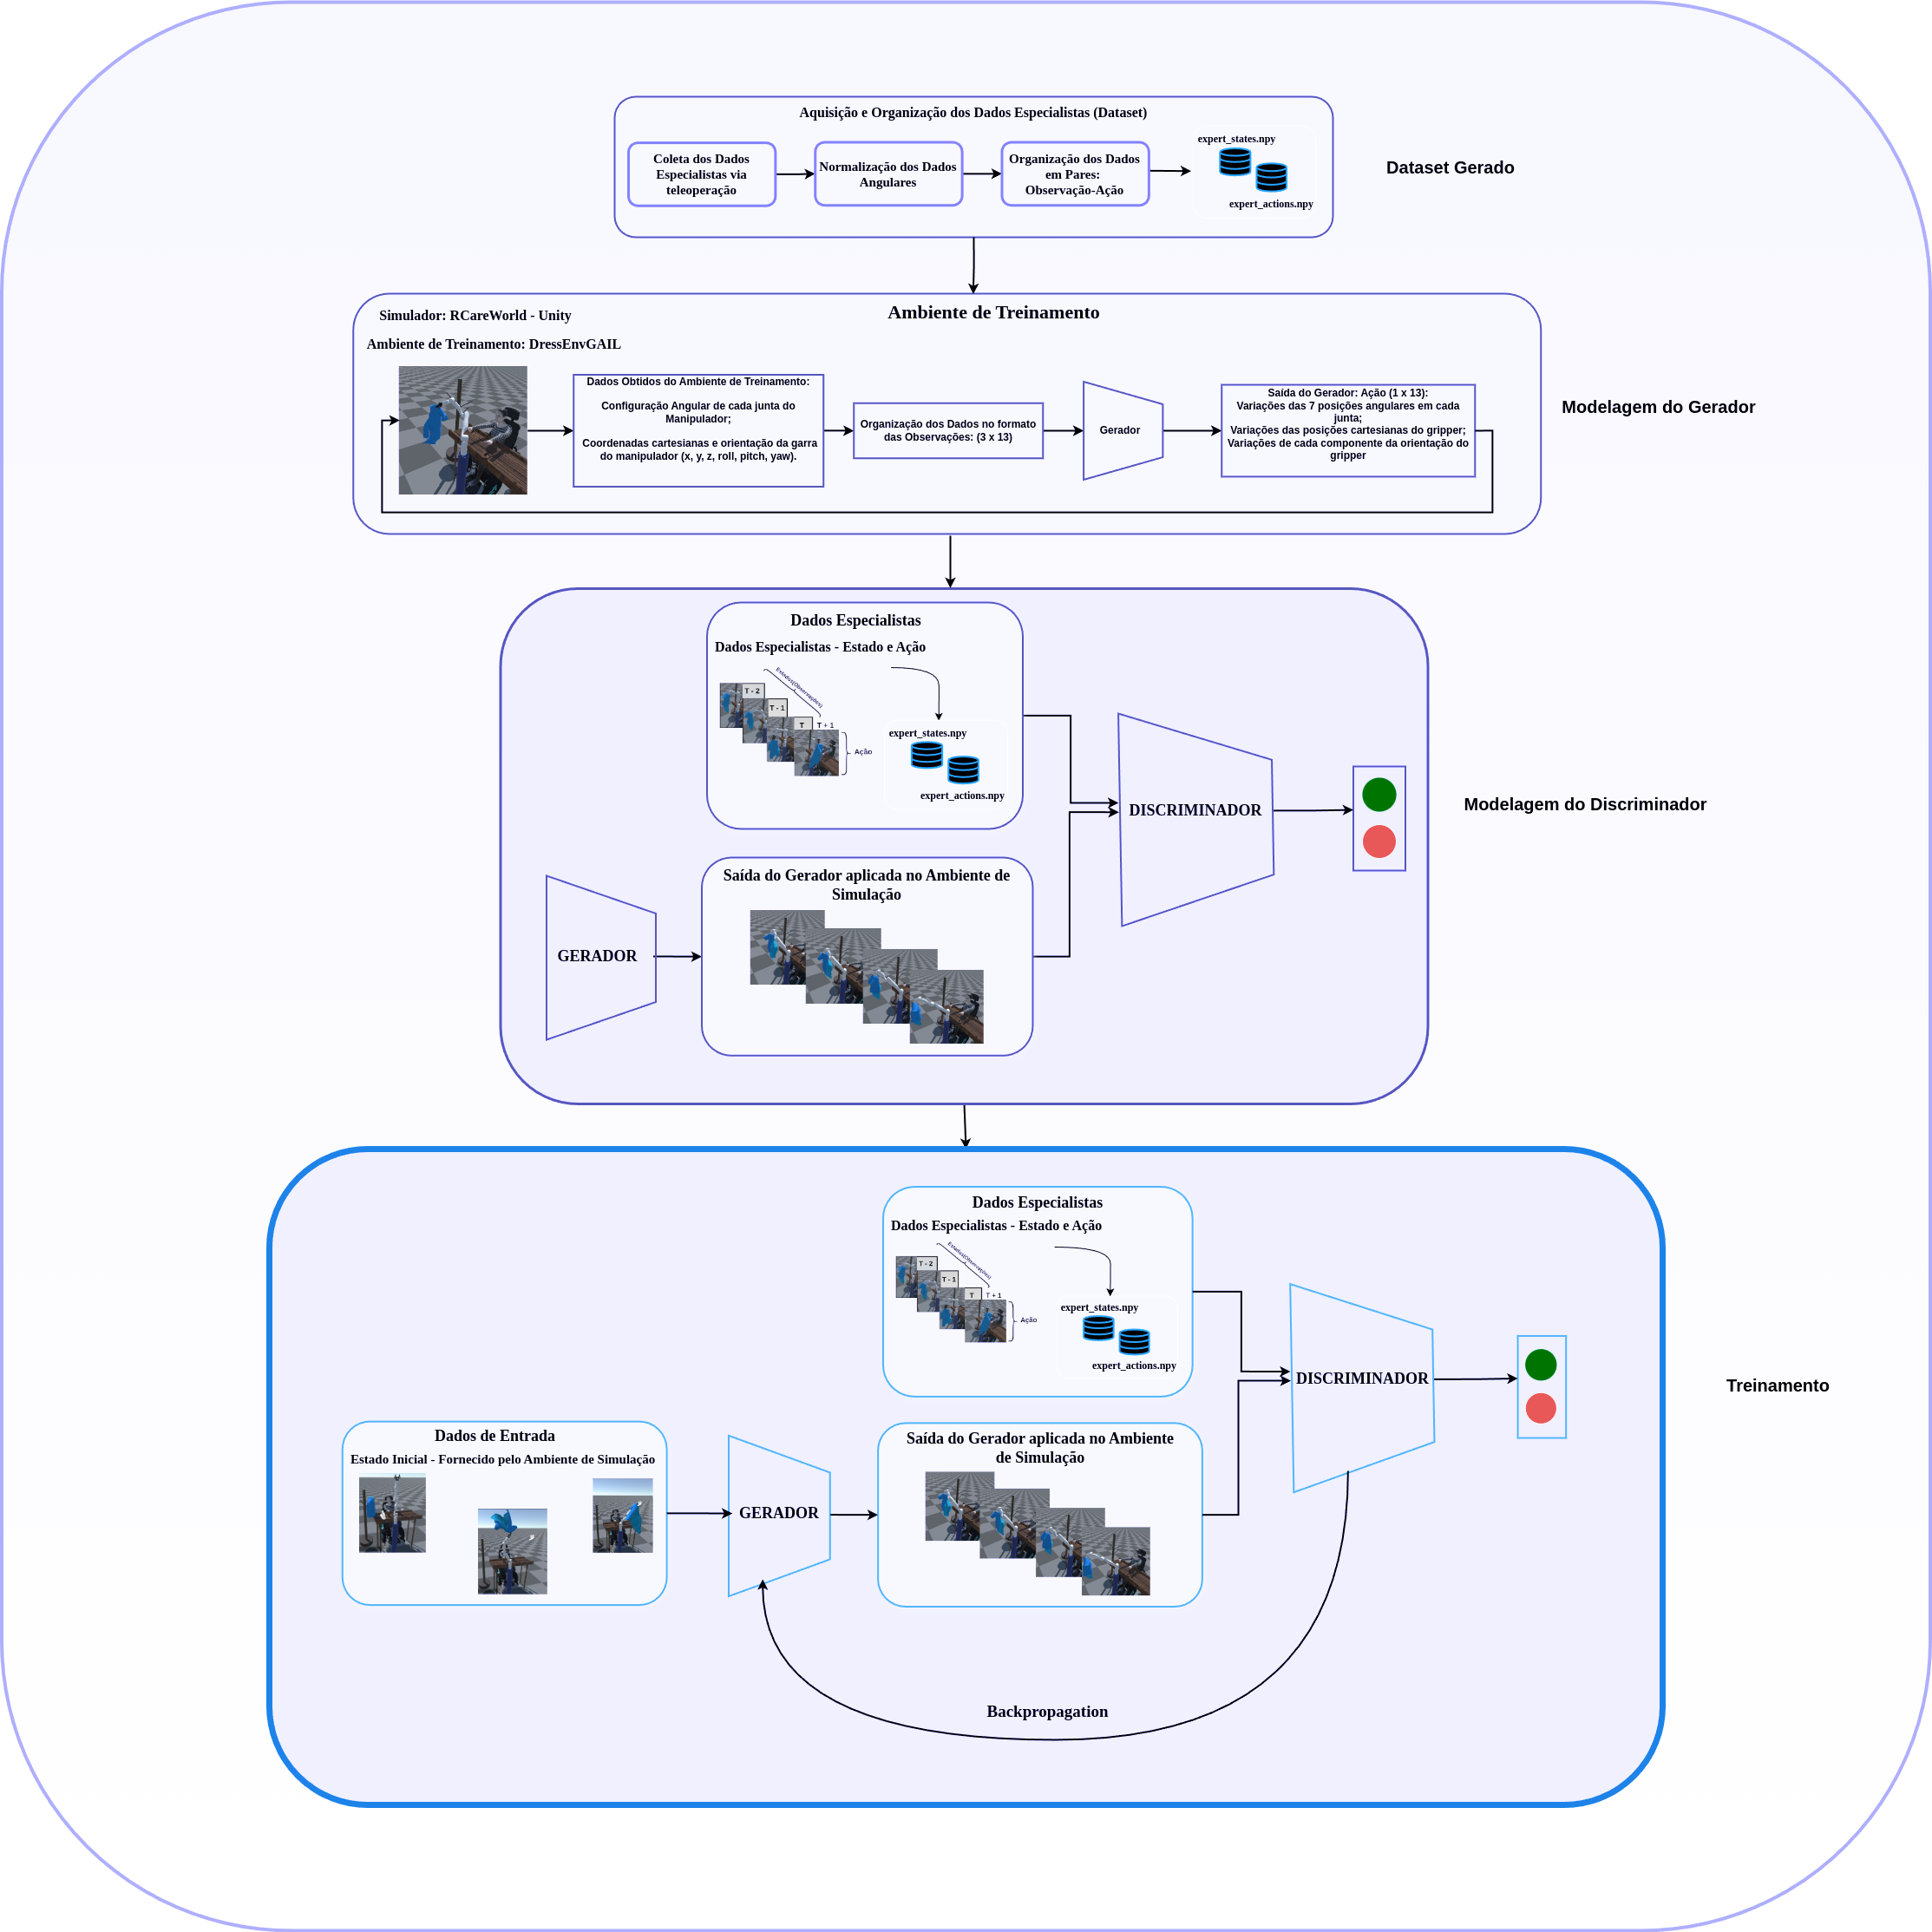 Aquisição e Organização dos Dados Especialistas (Dataset)
Coleta dos Dados
Especialistas via
teleoperação
Normalização dos Dados
Angulares
Organização dos Dados
em Pares:
Observação-Ação
expert_states.npy
expert_actions.npy
Dataset Gerado
Ambiente de Treinamento
Simulador: RCareWorld - Unity
Ambiente de Treinamento: DressEnvGAIL
Dados Obtidos do Ambiente de Treinamento:
Configuração Angular de cada junta do
Manipulador;
Coordenadas cartesianas e orientação da garra
do manipulador (x, y, z, roll, pitch, yaw).
Organização dos Dados no formato
das Observações: (3 x 13)
Gerador
Saída do Gerador: Ação (1 x 13):
Variações das 7 posições angulares em cada
junta;
Variações das posições cartesianas do gripper;
Variações de cada componente da orientação do
gripper
Modelagem do Gerador
Dados Especialistas
Dados Especialistas - Estado e Ação
Estados(Observações)
T - 2
T - 1
T
T + 1
Ação
expert_states.npy
expert_actions.npy
DISCRIMINADOR
Modelagem do Discriminador
Saída do Gerador aplicada no Ambiente de
Simulação
GERADOR
Dados Especialistas
Dados Especialistas - Estado e Ação
Estados(Observações)
T - 2
T - 1
T
T + 1
Ação
expert_states.npy
expert_actions.npy
DISCRIMINADOR
Treinamento
Dados de Entrada
Estado Inicial - Fornecido pelo Ambiente de Simulação
GERADOR
Saída do Gerador aplicada no Ambiente
de Simulação
Backpropagation